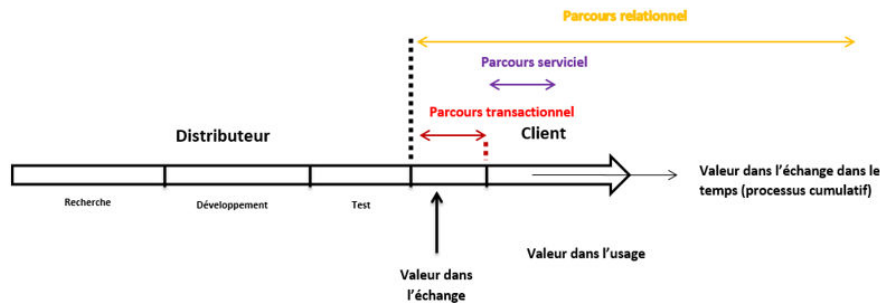 Parcours relationnel
Parcours serviciel
Parcours transactionnel
Distributeur
Client
Valeur dans l’échange dans le
temps (processus cumulatif)
Recherche
Développement
Test
Valeur dans l’usage
Valeur dans
l’échange